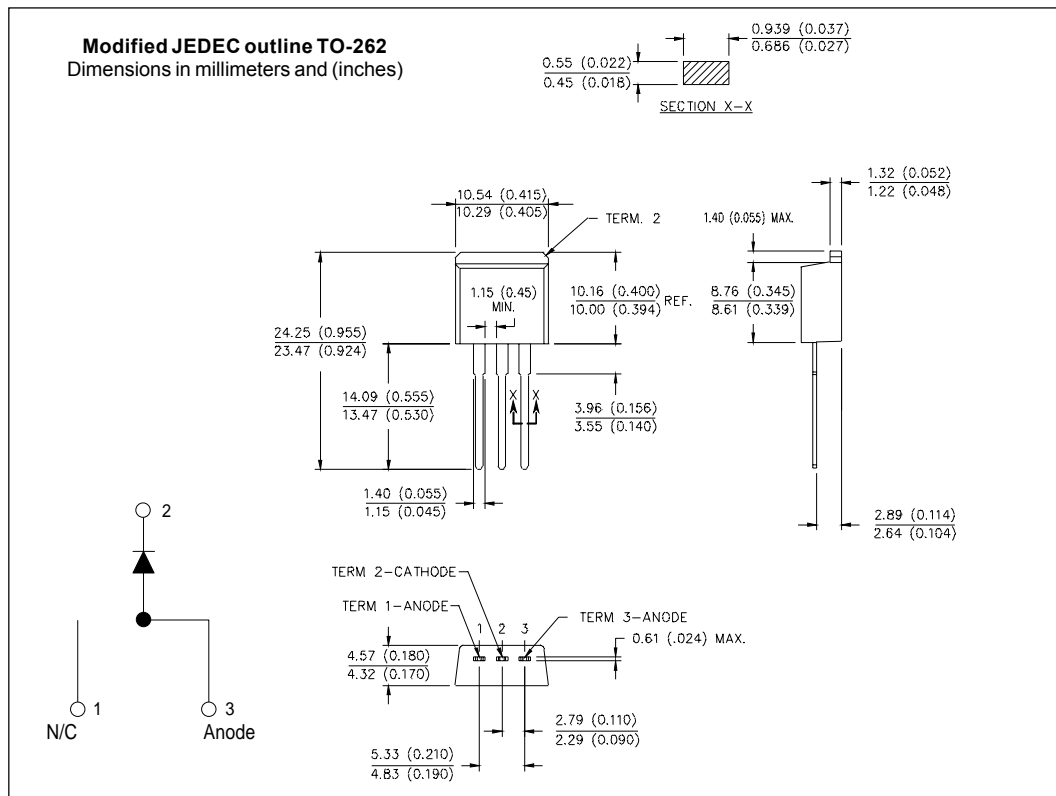 Modified JEDEC outline TO-262
Dimensions in millimeters and (inches)
0.939 (0.037)
0.686 (0.027)
0.55 (0.022)
0.45 (0.018)
SECTION X-X
10.54 (0.415)
10.29 (0.405)
TERM. 2
1.32 (0.052)
1.22 (0.048)
1.40 (0.055) MAX.
1.15 (0.45)
MIN.
10.16 (0.400)
10.00 (0.394)
REF.
8.76 (0.345)
8.61 (0.339)
24.25 (0.955)
23.47 (0.924)
14.09 (0.555)
13.47 (0.530)
X X
3.96 (0.156)
3.55 (0.140)
1.40 (0.055)
1.15 (0.045)
2.89 (0.114)
2.64 (0.104)
2
TERM 2-CATHODE
TERM 1-ANODE
TERM 3-ANODE
1 2 3
0.61 (.024) MAX.
4.57 (0.180)
4.32 (0.170)
1
N/C
3
Anode
2.79 (0.110)
2.29 (0.090)
5.33 (0.210)
4.83 (0.190)